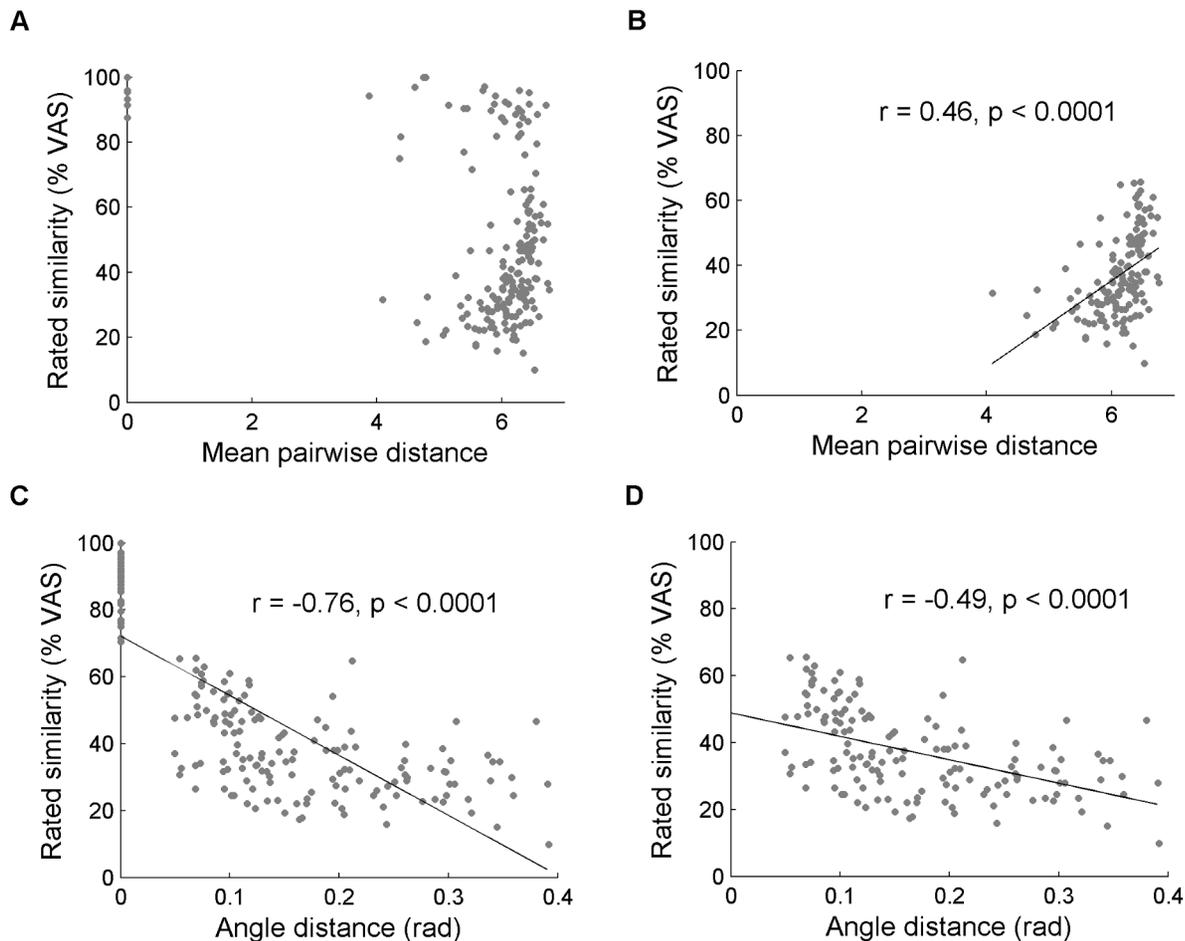 A
Rated similarity (% VAS)
100
80
60
40
20
0
0 2 4 6
Mean pairwise distance
B
r = 0.46, p < 0.0001
Rated similarity (% VAS)
100
80
60
40
20
0
0 2 4 6
Mean pairwise distance
C
r = -0.76, p < 0.0001
Rated similarity (% VAS)
100
80
60
40
20
0
0 0.1 0.2 0.3 0.4
Angle distance (rad)
D
r = -0.49, p < 0.0001
Rated similarity (% VAS)
100
80
60
40
20
0
0 0.1 0.2 0.3 0.4
Angle distance (rad)